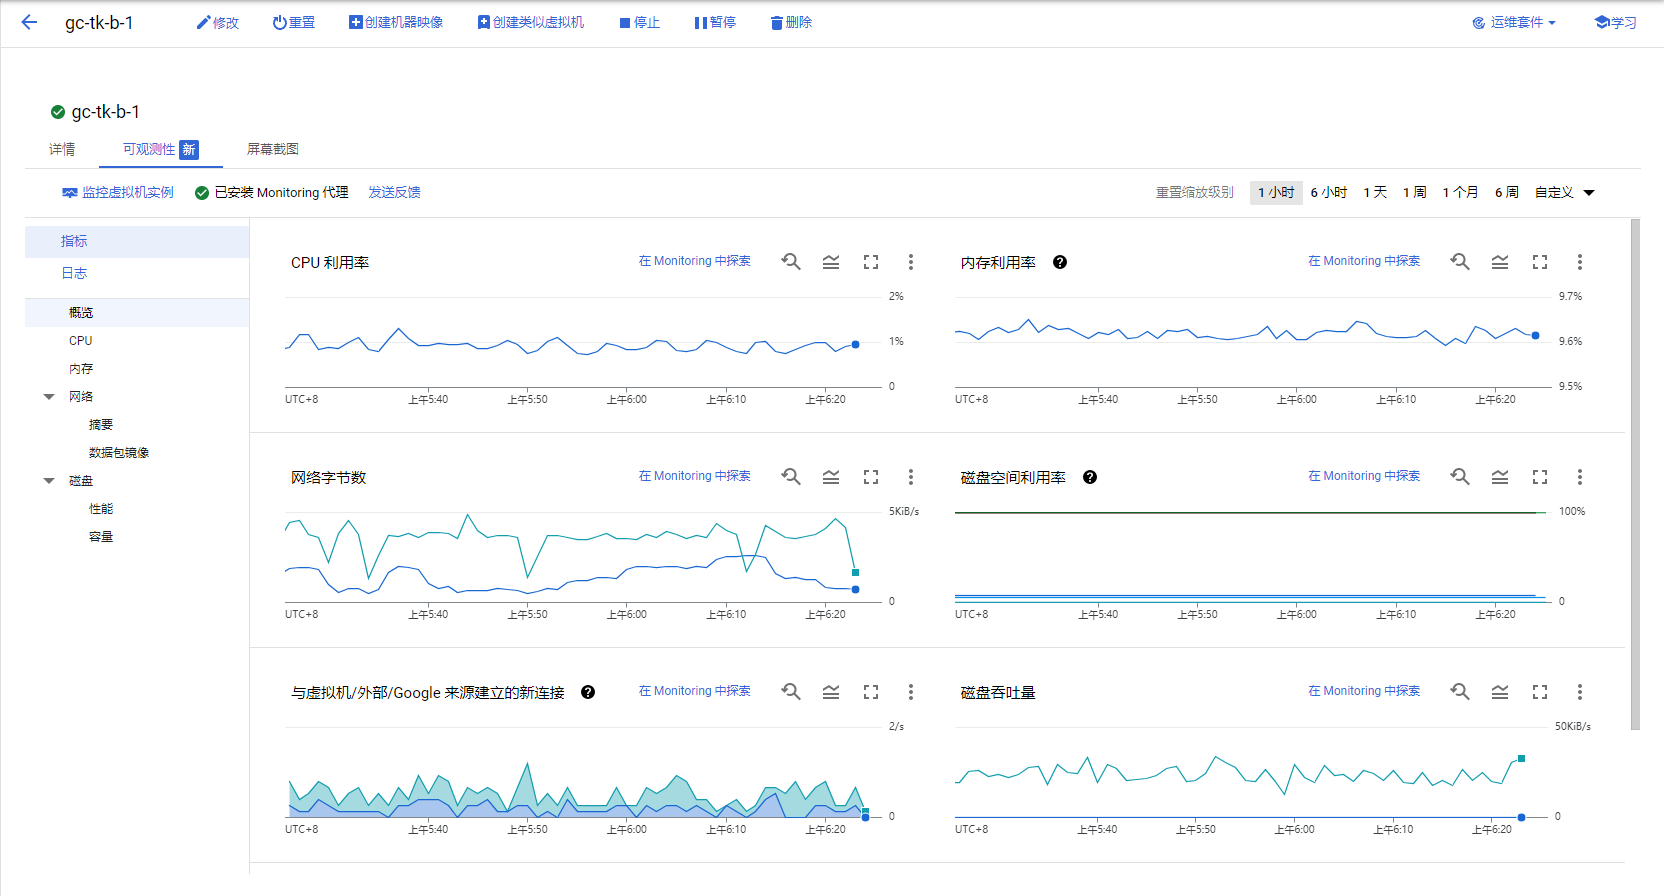 gc-tk-b-1 修改 重置 创建机器映像 创建类似虚拟机 停止 暂停 删除 运维套件 学习
gc-tk-b-1
详情 可观测性 新 屏幕截图
监控虚拟机实例 已安装 Monitoring 代理 发送反馈 重置缩放级别 1 小时 6 小时 1 天 1 周 1 个月 6 周 自定义
指标
日志
概览
CPU
内存
网络
摘要
数据包镜像
磁盘
性能
容量
CPU 利用率 在 Monitoring 中探索
2%
1%
0
UTC+8 上午5:40 上午5:50 上午6:00 上午6:10 上午6:20
内存利用率 ? 在 Monitoring 中探索
9.7%
9.6%
9.5%
UTC+8 上午5:40 上午5:50 上午6:00 上午6:10 上午6:20
网络字节数 在 Monitoring 中探索
5KiB/s
0
UTC+8 上午5:40 上午5:50 上午6:00 上午6:10 上午6:20
磁盘空间利用率 ? 在 Monitoring 中探索
100%
0
UTC+8 上午5:40 上午5:50 上午6:00 上午6:10 上午6:20
与虚拟机/外部/Google 来源建立的新连接 ? 在 Monitoring 中探索
2/s
0
UTC+8 上午5:40 上午5:50 上午6:00 上午6:10 上午6:20
磁盘吞吐量 在 Monitoring 中探索
50KiB/s
0
UTC+8 上午5:40 上午5:50 上午6:00 上午6:10 上午6:20